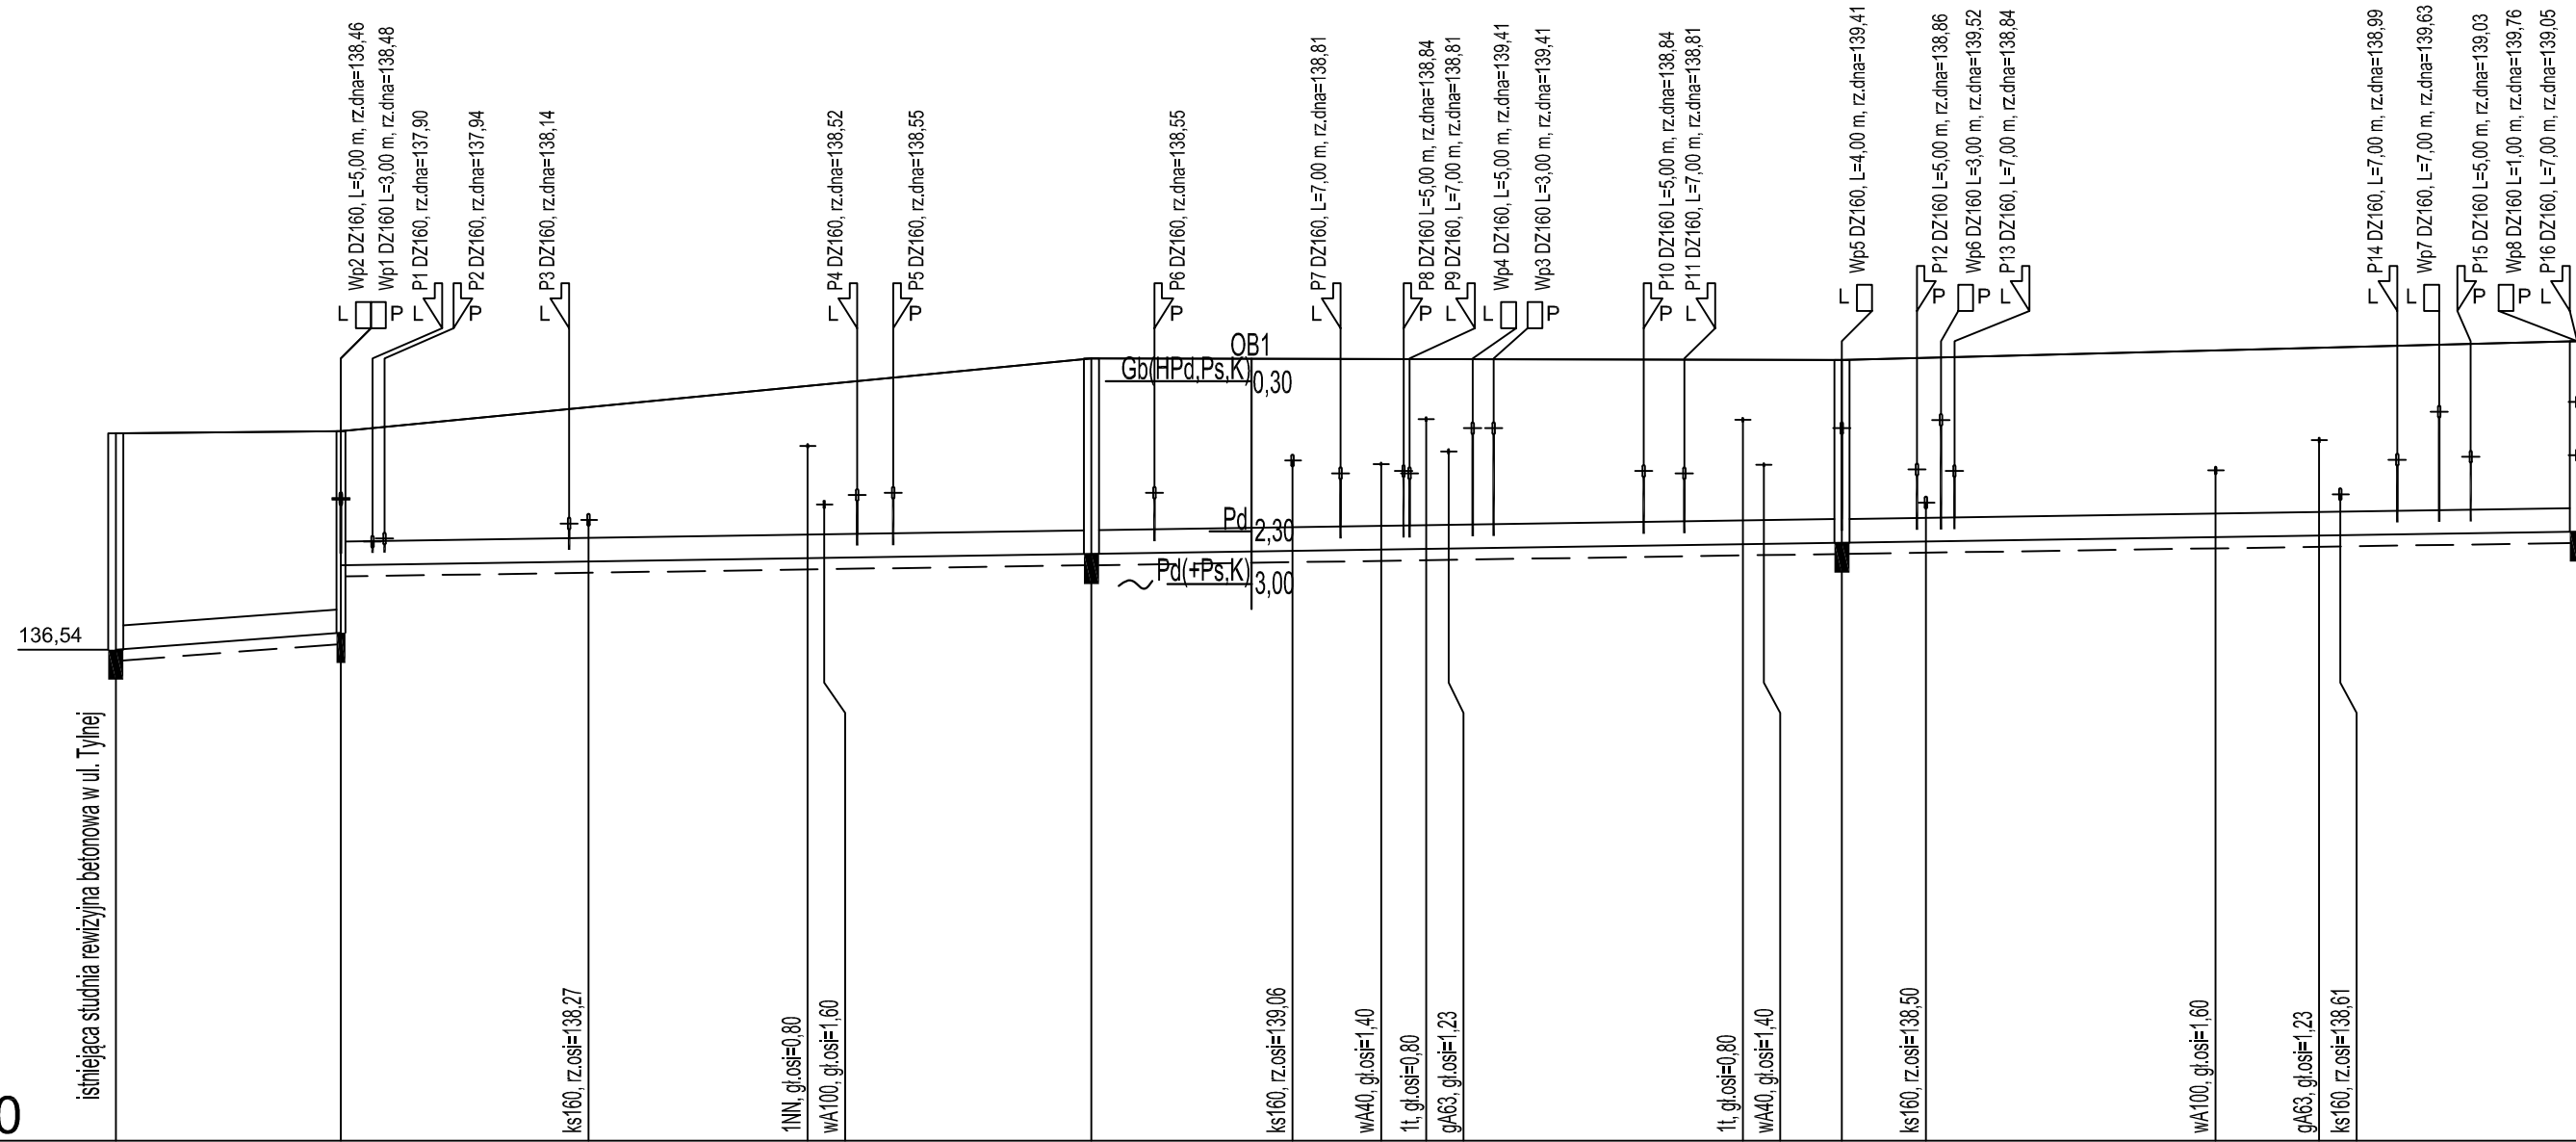 Wp2 DZ160, L=5,00 m, rz.dna=138,46
Wp1 DZ160 L=3,00 m, rz.dna=138,48
P1 DZ160, rz.dna=137,90
P2 DZ160, rz.dna=137,94
P3 DZ160, rz.dna=138,14
P4 DZ160, rz.dna=138,52
P5 DZ160, rz.dna=138,55
P6 DZ160, rz.dna=138,55
P7 DZ160, L=7,00 m, rz.dna=138,81
P8 DZ160 L=5,00 m, rz.dna=138,84
P9 DZ160, L=7,00 m, rz.dna=138,81
Wp4 DZ160, L=5,00 m, rz.dna=139,41
Wp3 DZ160 L=3,00 m, rz.dna=139,41
P10 DZ160 L=5,00 m, rz.dna=138,84
P11 DZ160, L=7,00 m, rz.dna=138,81
Wp5 DZ160, L=4,00 m, rz.dna=139,41
P12 DZ160 L=5,00 m, rz.dna=138,86
Wp6 DZ160 L=3,00 m, rz.dna=139,52
P13 DZ160, L=7,00 m, rz.dna=138,84
P14 DZ160, L=7,00 m, rz.dna=138,99
Wp7 DZ160, L=7,00 m, rz.dna=139,63
P15 DZ160 L=5,00 m, rz.dna=139,03
Wp8 DZ160 L=1,00 m, rz.dna=139,76
P16 DZ160, L=7,00 m, rz.dna=139,05
L
P
L
P
L
L
P
P
L
P
L
L
P
P
L
L
P
P
L
L
L
P
P
L
OB1
Gb(HPd,Ps,K)
0,30
Pd
2,30
Pd(+Ps,K)
3,00
136,54
istniejąca studnia rewizyjna betonowa w ul. Tylnej
ks160, rz.osi=138,27
1NN, gł.osi=0,80
wA100, gł.osi=1,60
ks160, rz.osi=139,06
wA40, gł.osi=1,40
1t, gł.osi=0,80
gA63, gł.osi=1,23
1t, gł.osi=0,80
wA40, gł.osi=1,40
ks160, rz.osi=138,50
wA100, gł.osi=1,60
gA63, gł.osi=1,23
ks160, rz.osi=138,61
0